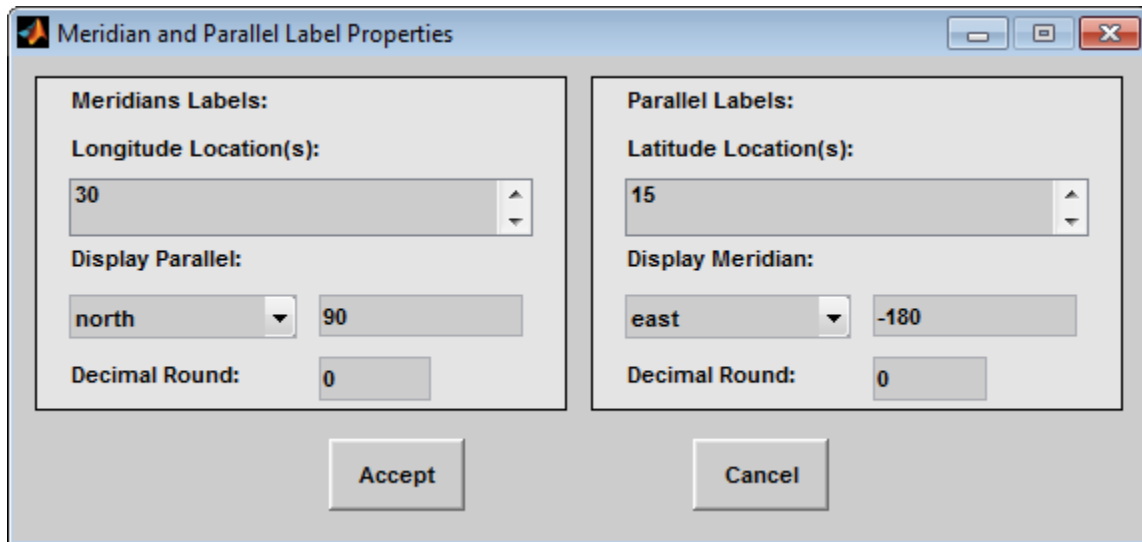 Meridian and Parallel Label Properties
Meridians Labels:
Longitude Location(s):
30
Display Parallel:
north 90
Decimal Round: 0
Parallel Labels:
Latitude Location(s):
15
Display Meridian:
east -180
Decimal Round: 0
Accept Cancel